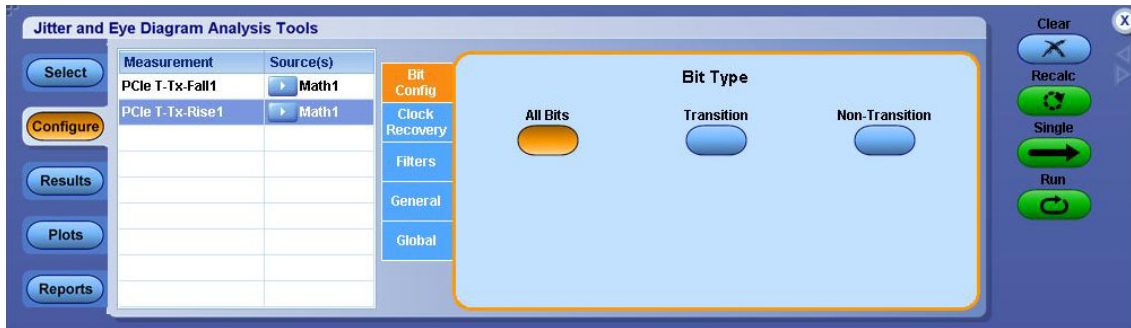 Jitter and Eye Diagram Analysis Tools
Clear
X
Select
Measurement Source(s)
PCIe T-Tx-Fall1 Math1
PCIe T-Tx-Rise1 Math1
Configure
Results
Plots
Reports
Bit
Config
Clock
Recovery
Filters
General
Global
Bit Type
All Bits Transition Non-Transition
Recalc
Single
Run